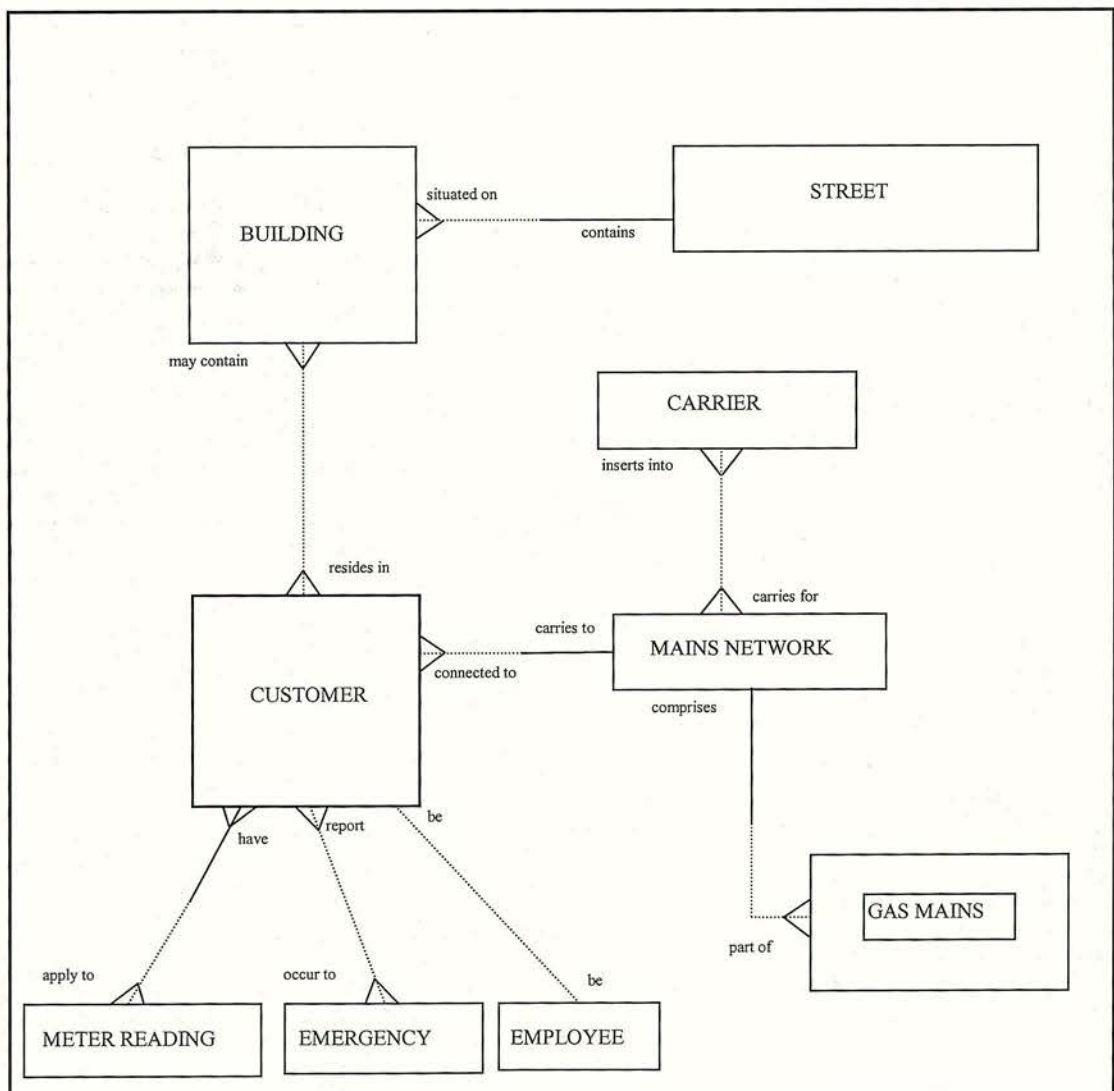 situated on
STREET
BUILDING
contains
may contain
CARRIER
inserts into
resides in
carries for
carries to
MAINS NETWORK
connected to
CUSTOMER
comprises
be
report
have
GAS MAINS
part of
apply to
occur to
be
METER READING
EMERGENCY
EMPLOYEE